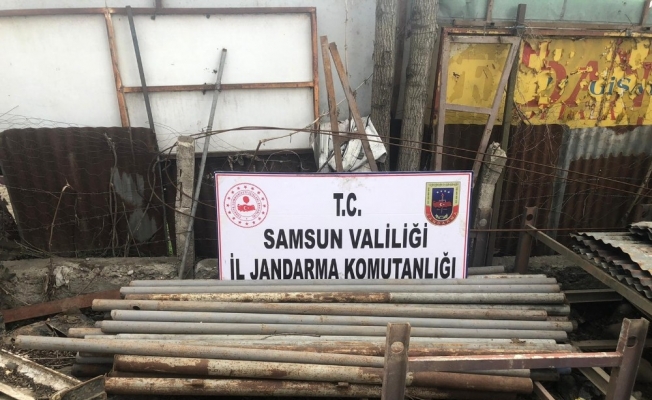 T.C.
SAMSUN VALİLİĞİ
İL JANDARMA KOMUTANLIĞI